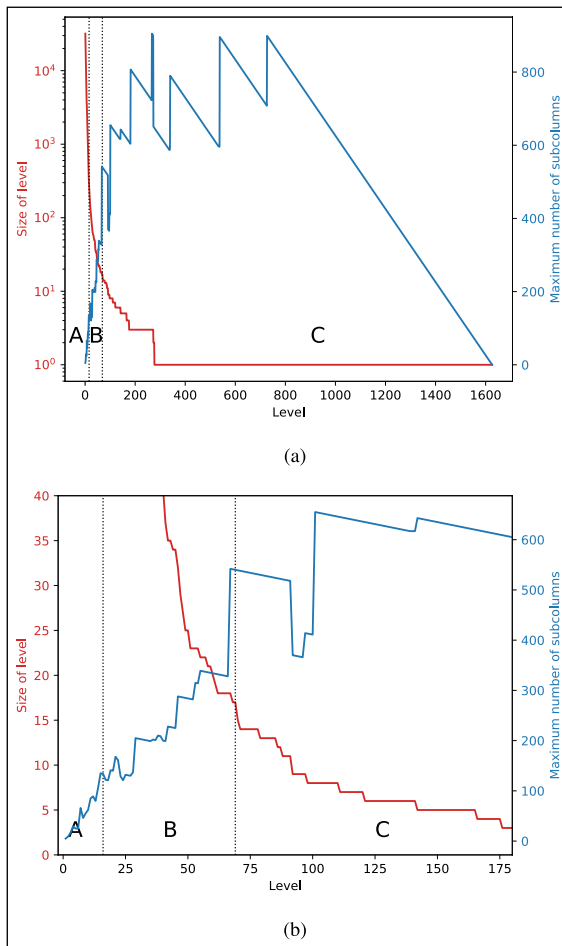 10^4
10^3
10^2
10^1
10^0
Size of level
A
B
C
800
600
400
200
0
Maximum number of subcolumns
0 200 400 600 800 1000 1200 1400 1600
Level
(a)
40
35
30
25
20
15
10
5
0
Size of level
A
B
C
600
500
400
300
200
100
0
Maximum number of subcolumns
0 25 50 75 100 125 150 175
Level
(b)